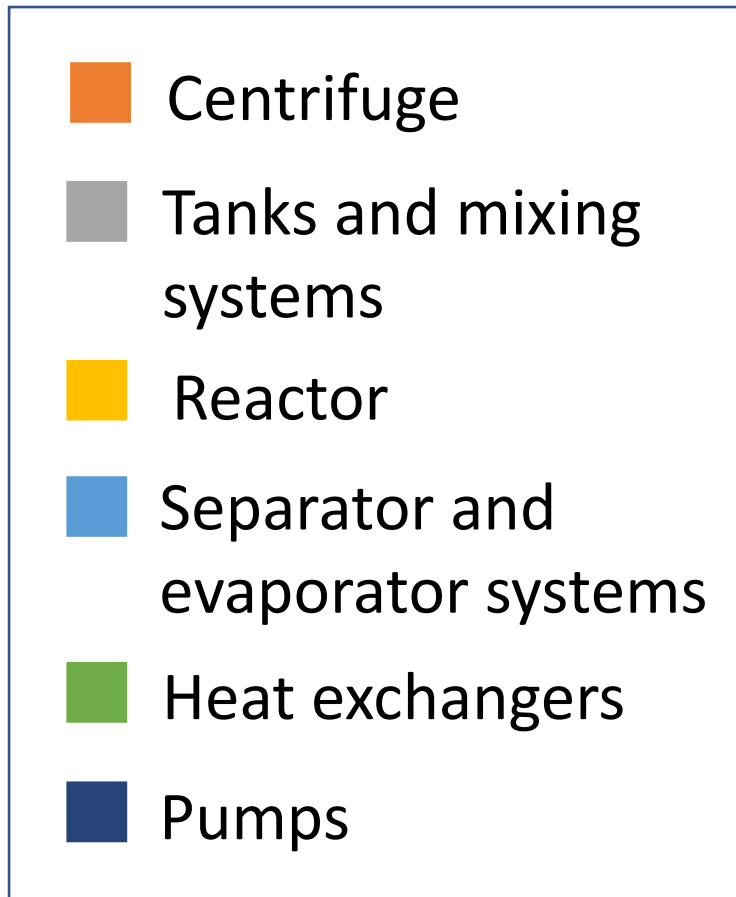 Centrifuge
Tanks and mixing
systems
Reactor
Separator and
evaporator systems
Heat exchangers
Pumps